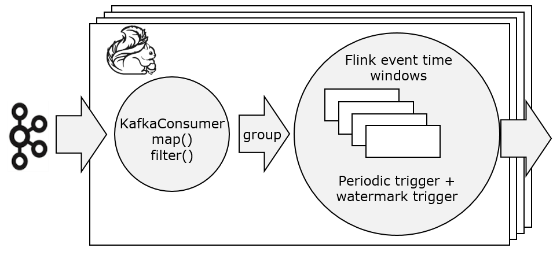 KafkaConsumer
map()
filter()
group
Flink event time
windows
Periodic trigger +
watermark trigger